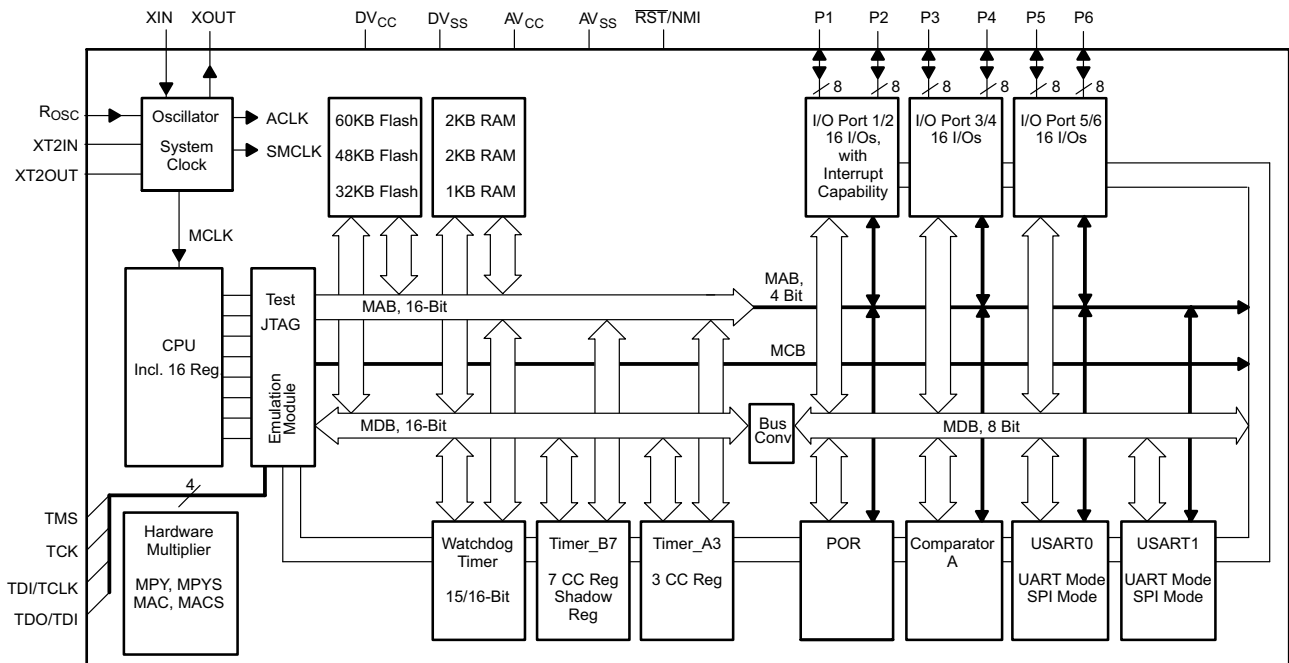 XIN
XOUT
DVCC
DVSS
AVCC
AVSS
RST/NMI
P1
P2
P3
P4
P5
P6
8
8
8
8
8
8
ROSC
XT2IN
XT2OUT
Oscillator
System
Clock
ACLK
SMCLK
MCLK
60KB Flash
48KB Flash
32KB Flash
2KB RAM
2KB RAM
1KB RAM
I/O Port 1/2
16 I/Os,
with
Interrupt
Capability
I/O Port 3/4
16 I/Os
I/O Port 5/6
16 I/Os
CPU
Incl. 16 Reg.
Test
JTAG
Emulation
Module
MAB, 16-Bit
MAB,
4 Bit
MCB
MDB, 16-Bit
Bus
Conv
MDB, 8 Bit
4
TMS
TCK
TDI/TCLK
TDO/TDI
Hardware
Multiplier
MPY, MPYS
MAC, MACS
Watchdog
Timer
15/16-Bit
Timer_B7
7 CC Reg
Shadow
Reg
Timer_A3
3 CC Reg
POR
Comparator
A
USART0
UART Mode
SPI Mode
USART1
UART Mode
SPI Mode